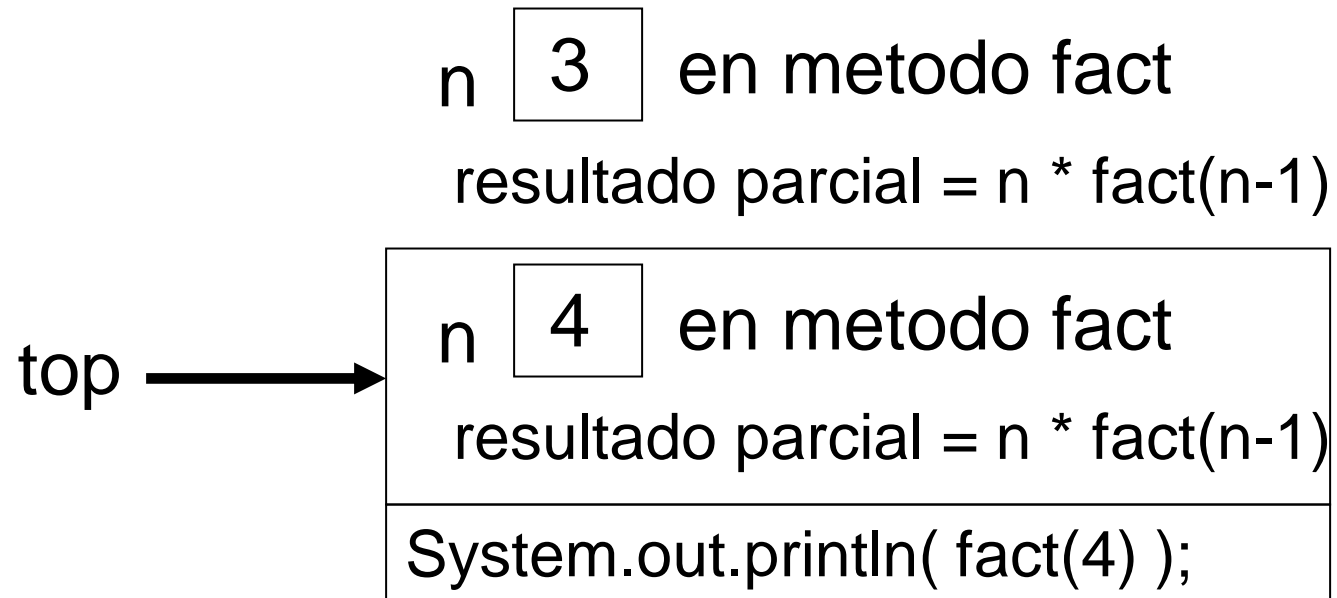 n 3 en metodo fact
resultado parcial = n * fact(n-1)
n 4 en metodo fact
top
resultado parcial = n * fact(n-1)
System.out.println( fact(4) );